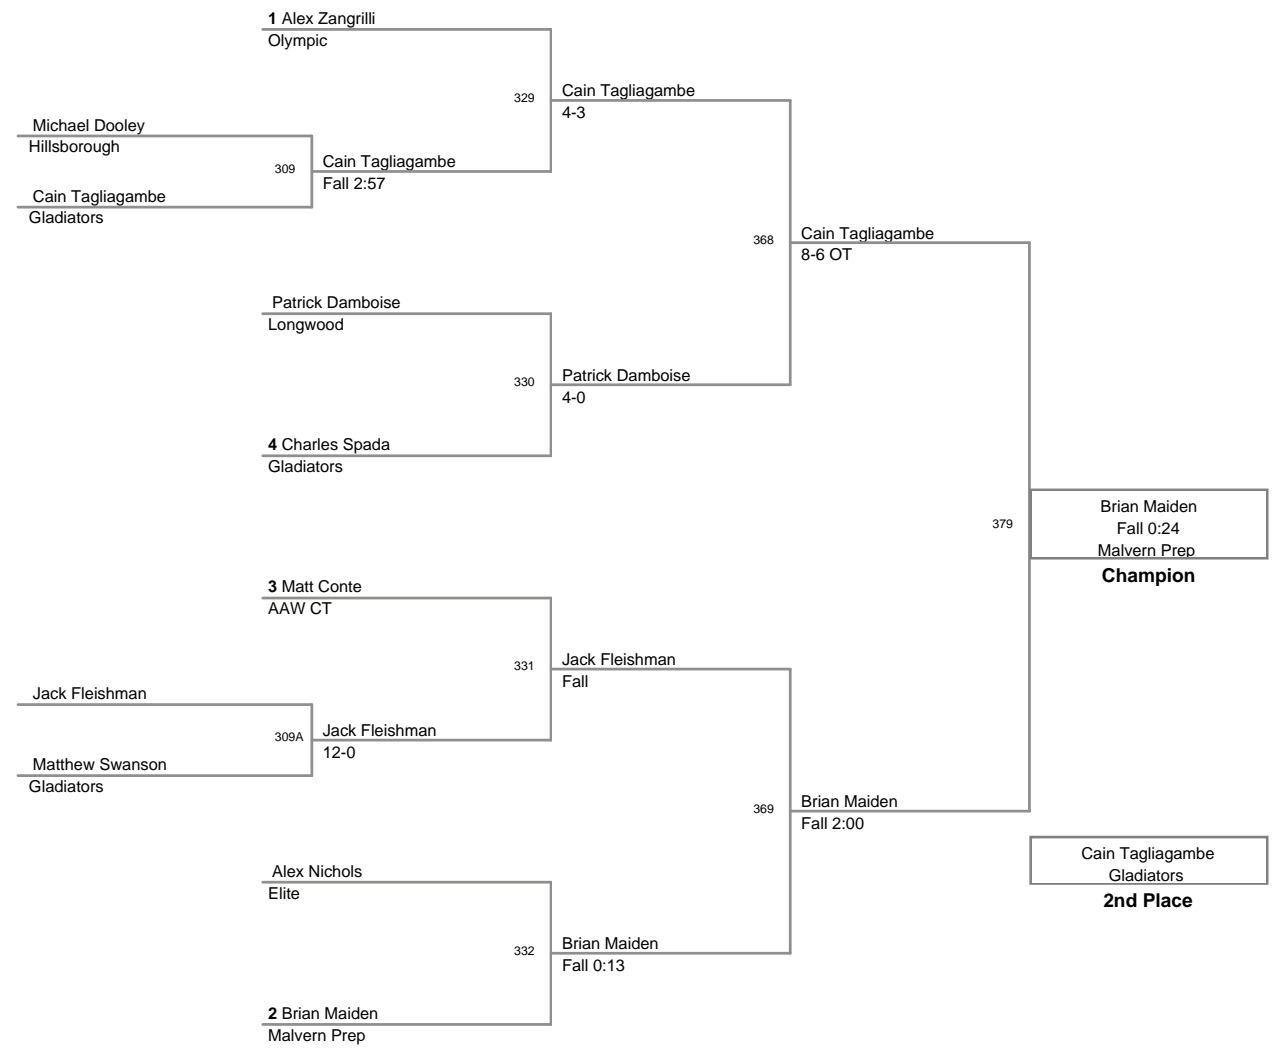 1 Alex Zangrilli
Olympic
329
Cain Tagliagambe
4-3
Michael Dooley
Hillsborough
309
Cain Tagliagambe
Fall 2:57
Cain Tagliagambe
Gladiators
368
Cain Tagliagambe
8-6 OT
Patrick Damboise
Longwood
330
Patrick Damboise
4-0
4 Charles Spada
Gladiators
379
Brian Maiden
Fall 0:24
Malvern Prep
Champion
3 Matt Conte
AAW CT
331
Jack Fleishman
Fall
Jack Fleishman
309A
Jack Fleishman
12-0
Matthew Swanson
Gladiators
369
Brian Maiden
Fall 2:00
Cain Tagliagambe
Gladiators
2nd Place
Alex Nichols
Elite
332
Brian Maiden
Fall 0:13
2 Brian Maiden
Malvern Prep